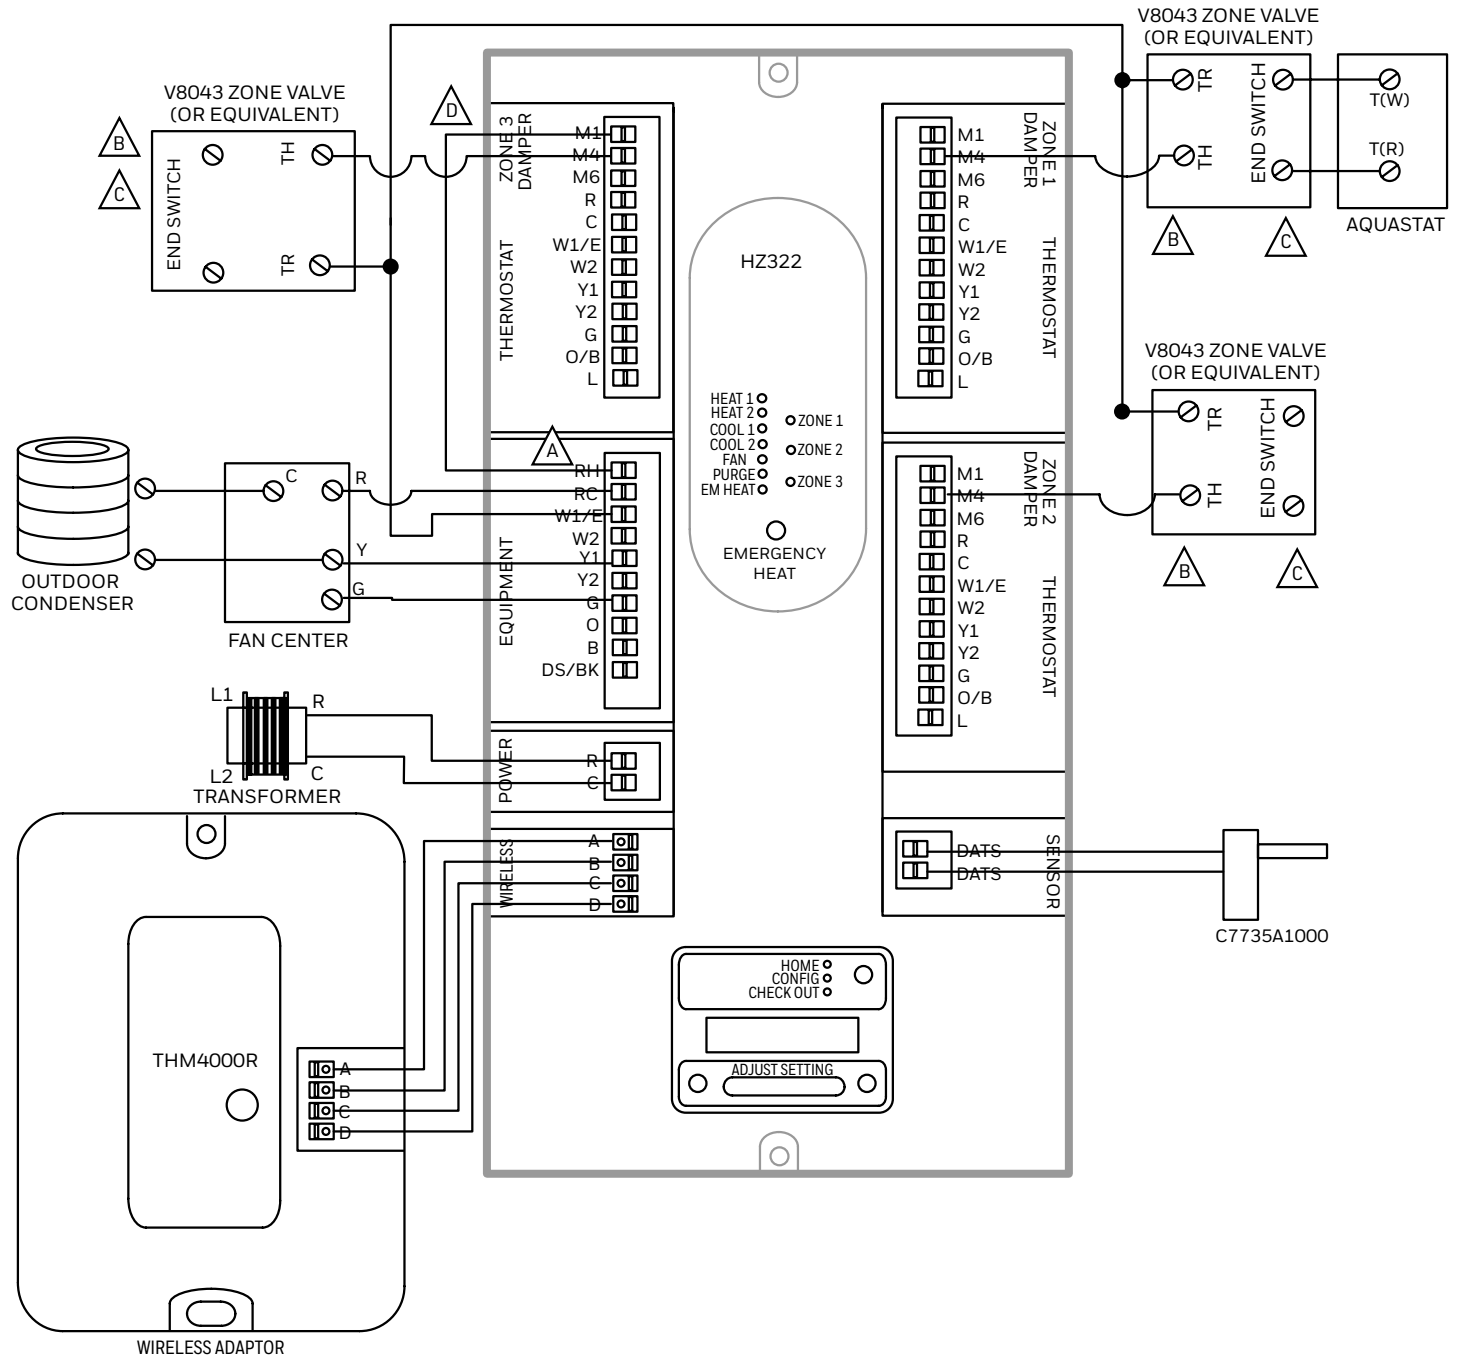 V8043 ZONE VALVE
(OR EQUIVALENT)
B
C
END SWITCH
TH
TR
D
ZONE 3
DAMPER
M1
M4
M6
R
C
W1/E
W2
Y1
Y2
G
O/B
L
THERMOSTAT
HZ322
HEAT 1
HEAT 2
COOL 1
COOL 2
FAN
PURGE
EM HEAT
ZONE 1
ZONE 2
ZONE 3
EMERGENCY
HEAT
M1
M4
M6
R
C
W1/E
W2
Y1
Y2
G
O/B
L
ZONE 1
DAMPER
THERMOSTAT
V8043 ZONE VALVE
(OR EQUIVALENT)
TR
TH
END SWITCH
B
C
T(W)
T(R)
AQUASTAT
V8043 ZONE VALVE
(OR EQUIVALENT)
TR
TH
END SWITCH
B
C
M1
M4
M6
R
C
W1/E
W2
Y1
Y2
G
O/B
L
ZONE 2
DAMPER
THERMOSTAT
A
RH
RC
W1/E
W2
Y1
Y2
G
O
B
DS/BK
EQUIPMENT
OUTDOOR
CONDENSER
C
R
Y
G
FAN CENTER
L1
R
L2
C
TRANSFORMER
POWER
R
C
WIRELESS
A
B
C
D
DATS
DATS
SENSOR
C7735A1000
HOME
CONFIG
CHECK OUT
ADJUST SETTING
THM4000R
A
B
C
D
WIRELESS ADAPTOR